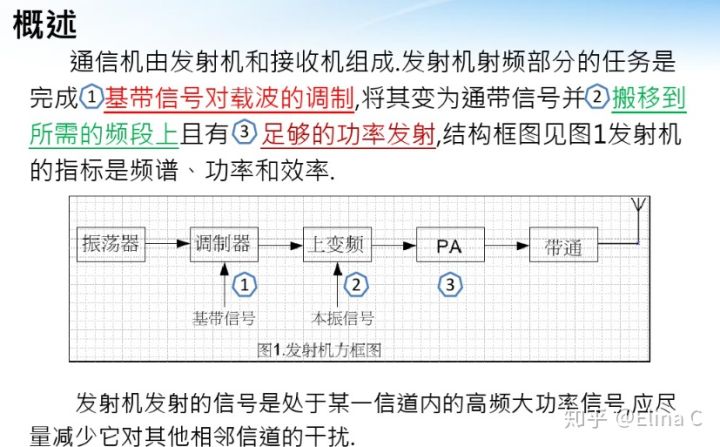 概述
通信机由发射机和接收机组成.发射机射频部分的任务是
完成①基带信号对载波的调制,将其变为通带信号并②搬移到
所需的频段上且有③足够的功率发射,结构框图见图1发射机
的指标是频谱、功率和效率.
振荡器 调制器 上变频 PA 带通
1 2 3
基带信号 本振信号
图1.发射机方框图
发射机发射的信号是处于某一信道内的高频大功率信号,应尽
量减少它对其他相邻信道的干扰.
知乎 @Elina C